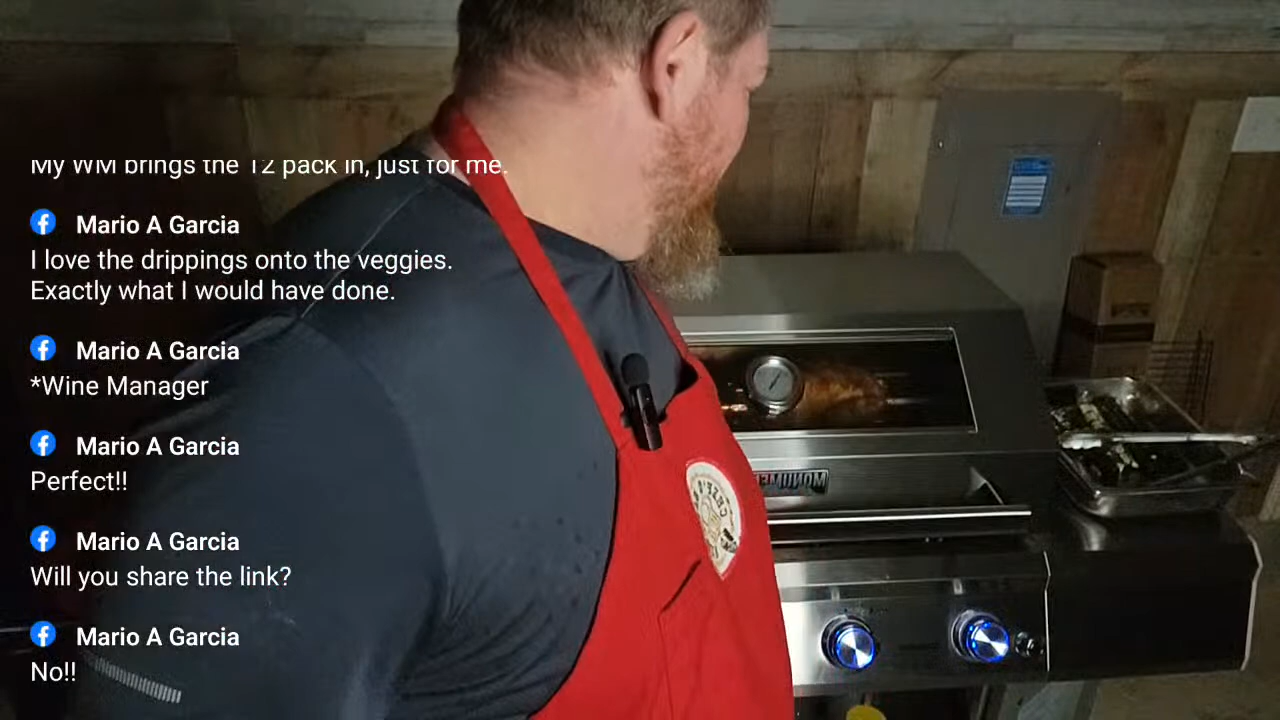 My WM brings the 12 pack in, just for me.
Mario A Garcia
I love the drippings onto the veggies.
Exactly what I would have done.
Mario A Garcia
*Wine Manager
Mario A Garcia
Perfect!!
Mario A Garcia
Will you share the link?
Mario A Garcia
No!!